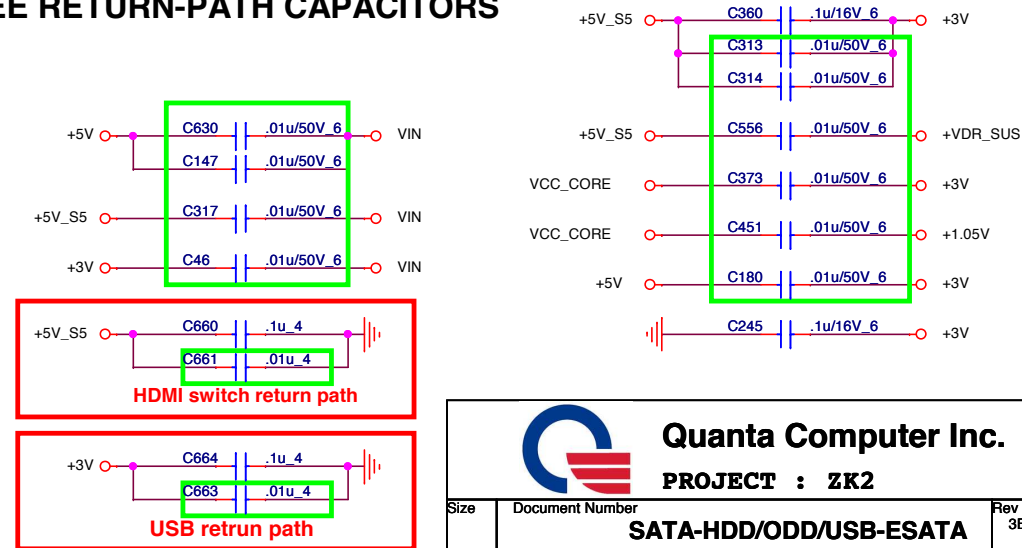 EE RETURN-PATH CAPACITORS
+5V C630 .01u/50V_6 VIN
C147 .01u/50V_6
+5V_S5 C317 .01u/50V_6 VIN
+3V C46 .01u/50V_6 VIN
+5V_S5 C660 .1u_4
C661 .01u_4
HDMI switch return path
+3V C664 .1u_4
C663 .01u_4
USB retrun path
+5V_S5 C360 .1u/16V_6 +3V
C313 .01u/50V_6
C314 .01u/50V_6
+5V_S5 C556 .01u/50V_6 +VDR_SUS
VCC_CORE C373 .01u/50V_6 +3V
VCC_CORE C451 .01u/50V_6 +1.05V
+5V C180 .01u/50V_6 +3V
C245 .1u/16V_6 +3V
Quanta Computer Inc.
PROJECT : ZK2
Size Document Number Rev
SATA-HDD/ODD/USB-ESATA